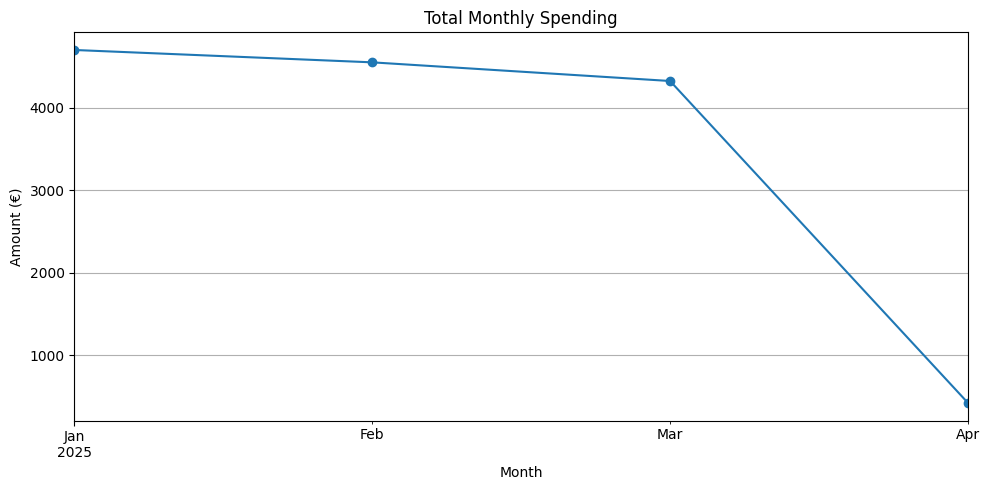 Total Monthly Spending
Amount (€)
4000
3000
2000
1000
Jan
2025
Feb
Mar
Apr
Month